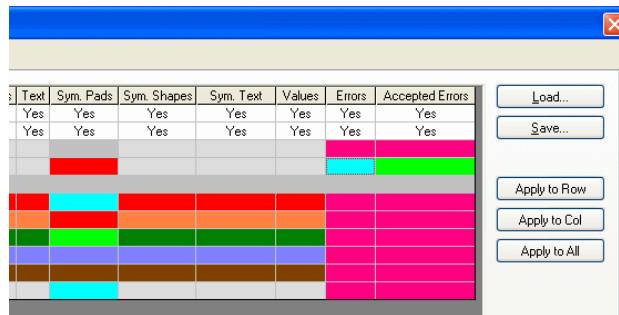 s Text Sym. Pads Sym. Shapes Sym. Text Values Errors Accepted Errors
Yes Yes Yes Yes Yes Yes Yes
Yes Yes Yes Yes Yes Yes Yes
Load...
Save...
Apply to Row
Apply to Col
Apply to All